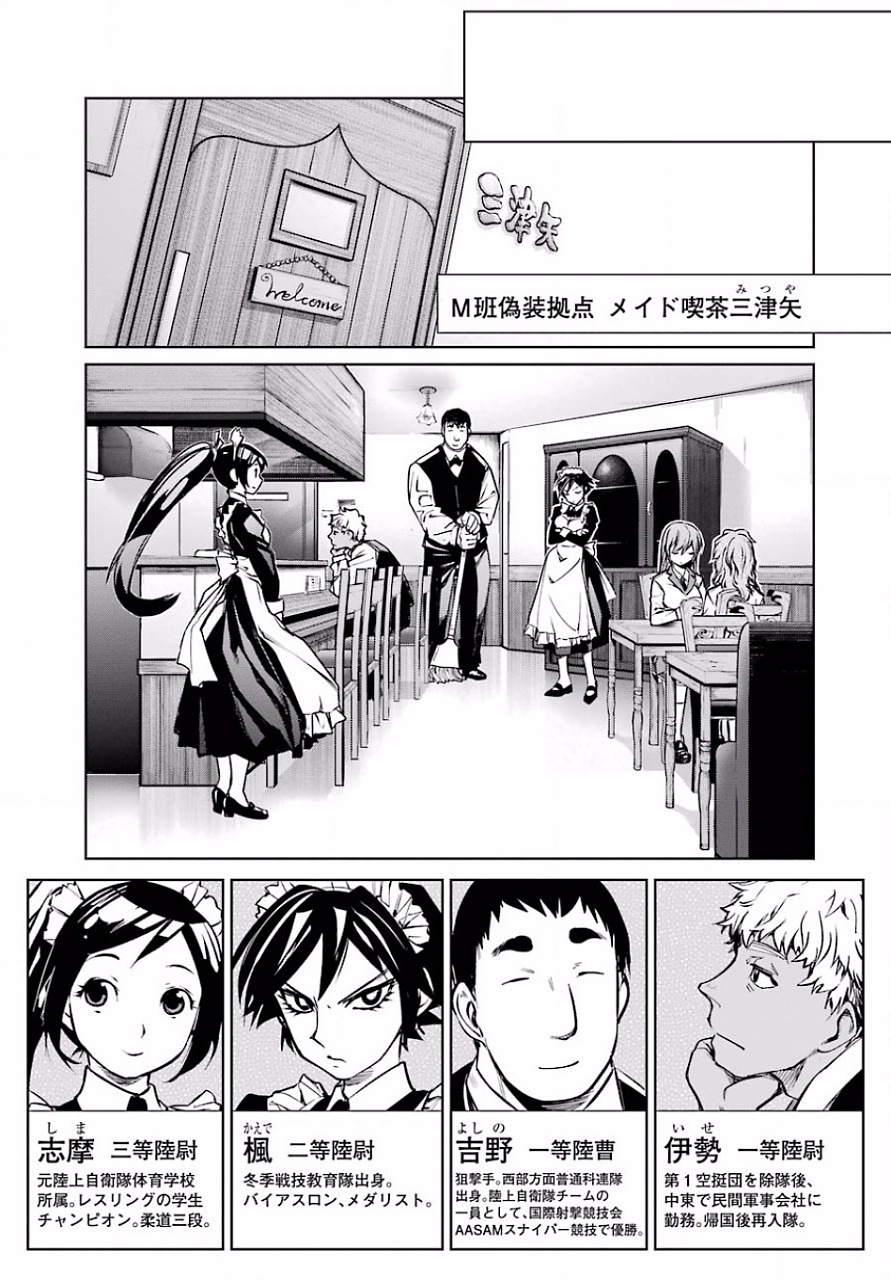 三津矢
Welcome
みつや
M班偽装拠点 メイド喫茶三津矢
しま
志摩 三等陸尉
元陸上自衛隊体育学校
所属。レスリングの学生
チャンピオン。柔道三段。
かえで
楓 二等陸尉
冬季戦技教育隊出身。
バイアスロン、メダリスト。
よしの
吉野 一等陸曹
狙撃手。西部方面普通科連隊
出身。陸上自衛隊チームの
一員として、国際射撃競技会
AASAMスナイパー競技で優勝。
いせ
伊勢 一等陸尉
第1空挺団を除隊後、
中東で民間軍事会社に
勤務。帰国後再入隊。